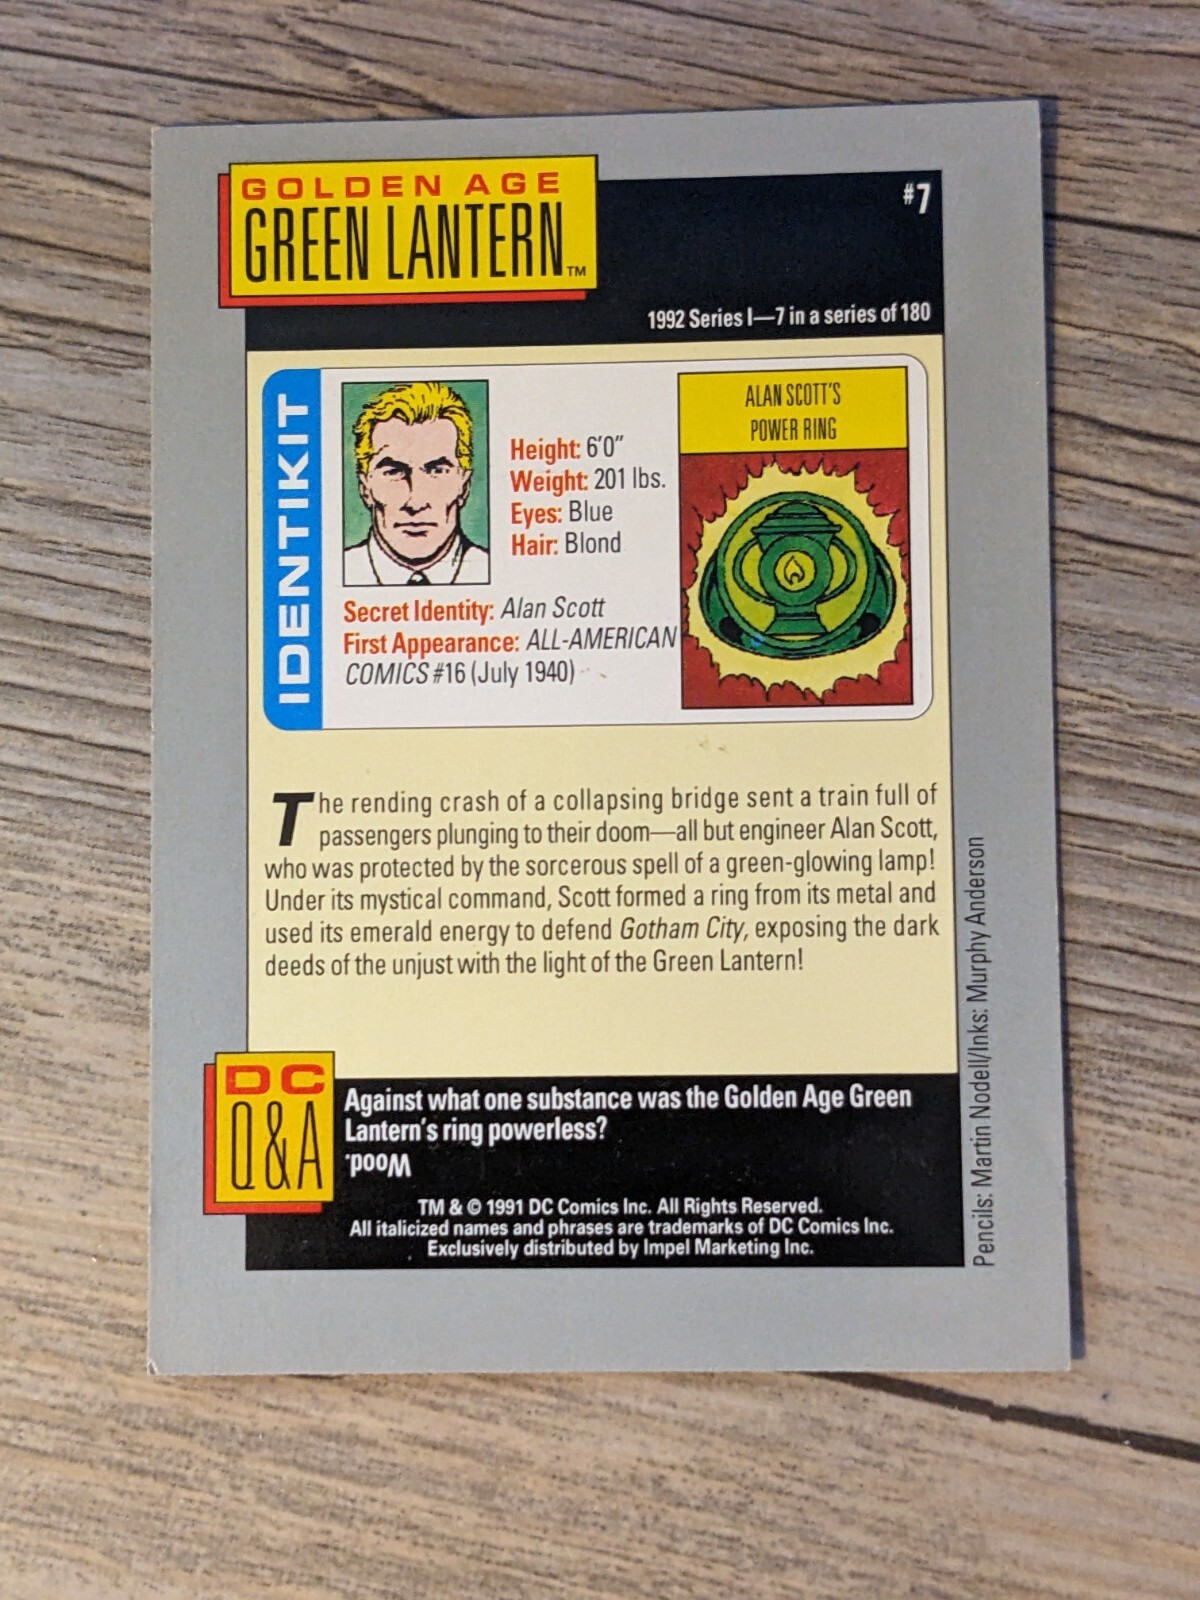 GOLDEN AGE
GREEN LANTERN™
#7
1992 Series I—7 in a series of 180
IDENTIKIT
Height: 6'0"
Weight: 201 lbs.
Eyes: Blue
Hair: Blond
Secret Identity: Alan Scott
First Appearance: ALL-AMERICAN
COMICS #16 (July 1940)
ALAN SCOTT'S
POWER RING
The rending crash of a collapsing bridge sent a train full of
passengers plunging to their doom—all but engineer Alan Scott,
who was protected by the sorcerous spell of a green-glowing lamp!
Under its mystical command, Scott formed a ring from its metal and
used its emerald energy to defend Gotham City, exposing the dark
deeds of the unjust with the light of the Green Lantern!
Pencils: Martin Nodell/Inks: Murphy Anderson
DC
Q&A
Against what one substance was the Golden Age Green
Lantern's ring powerless?
Wood.
TM & © 1991 DC Comics Inc. All Rights Reserved.
All italicized names and phrases are trademarks of DC Comics Inc.
Exclusively distributed by Impel Marketing Inc.